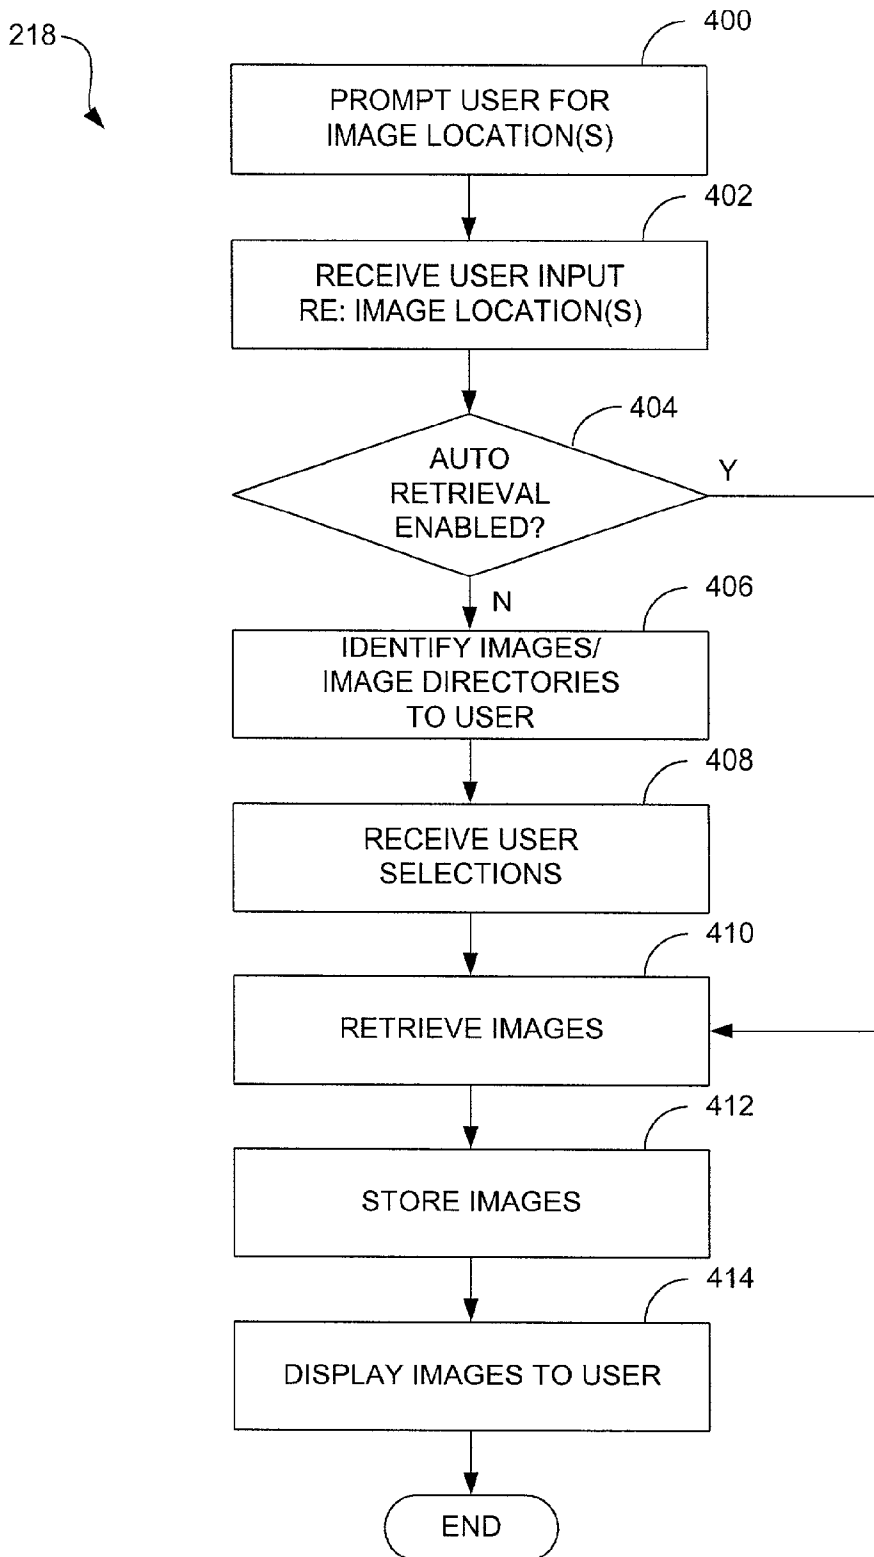 400
218
PROMPT USER FOR
IMAGE LOCATION(S)
402
RECEIVE USER INPUT
RE: IMAGE LOCATION(S)
404
AUTO
RETRIEVAL
ENABLED?
Y
N
406
IDENTIFY IMAGES/
IMAGE DIRECTORIES
TO USER
408
RECEIVE USER
SELECTIONS
410
RETRIEVE IMAGES
412
STORE IMAGES
414
DISPLAY IMAGES TO USER
END